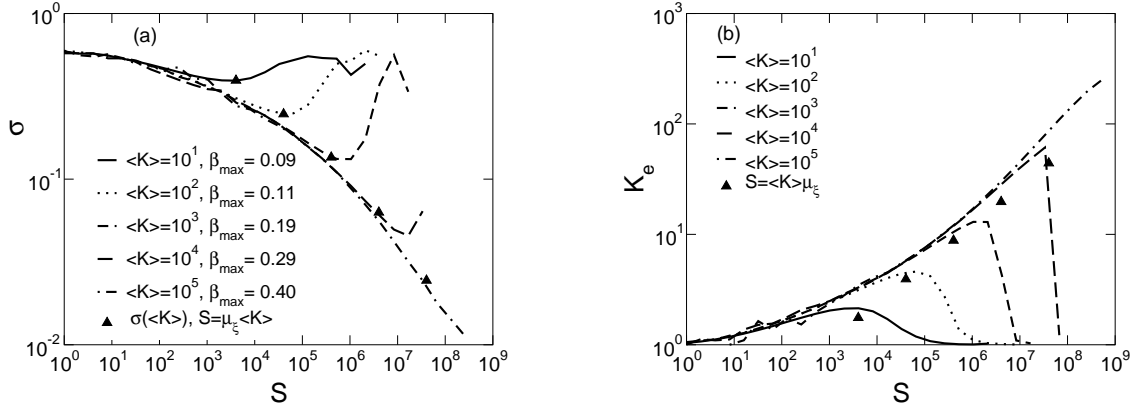 (a)
10^0
10^-1
10^-2
σ
<K>=10^1, β_max= 0.09
<K>=10^2, β_max= 0.11
<K>=10^3, β_max= 0.19
<K>=10^4, β_max= 0.29
<K>=10^5, β_max= 0.40
σ(<K>), S=μ_ξ<K>
10^0 10^1 10^2 10^3 10^4 10^5 10^6 10^7 10^8 10^9
S
(b)
10^3
10^2
10^1
10^0
K_e
<K>=10^1
<K>=10^2
<K>=10^3
<K>=10^4
<K>=10^5
S=<K>μ_ξ
10^0 10^1 10^2 10^3 10^4 10^5 10^6 10^7 10^8 10^9
S